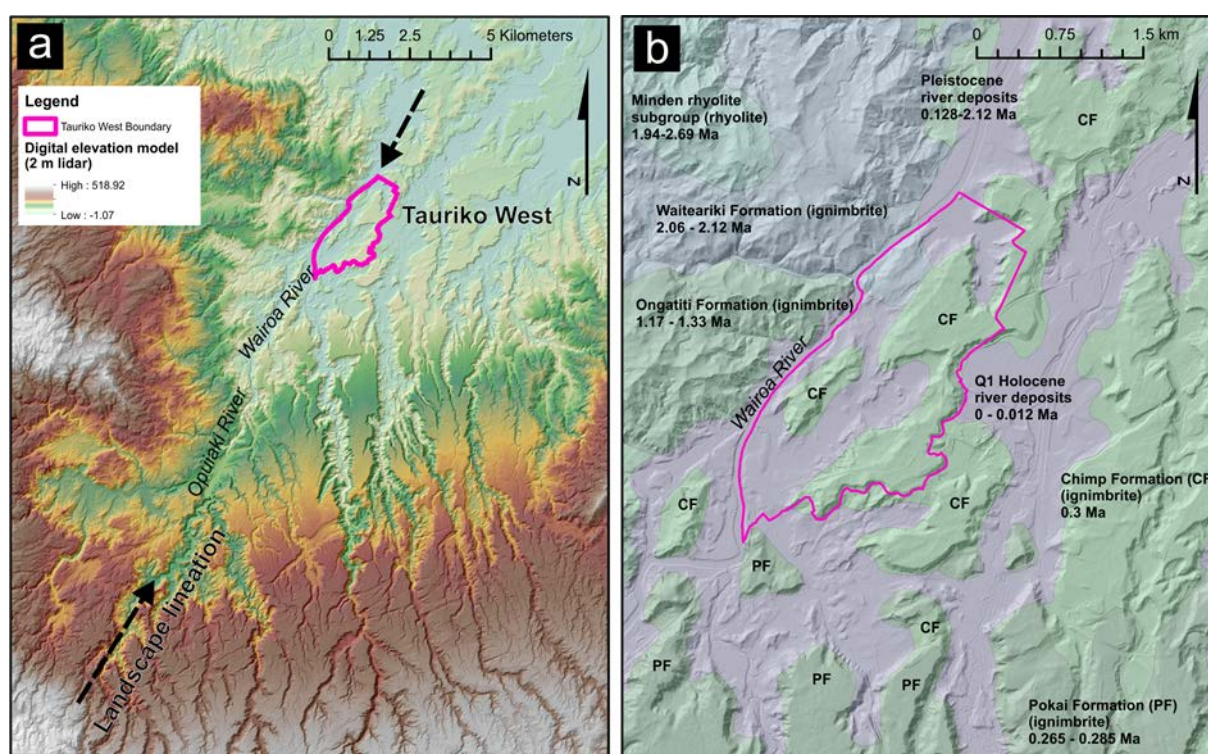 a
0 1.25 2.5 5 Kilometers
Legend
Tauriko West Boundary
Digital elevation model
(2 m lidar)
High : 518.92
Low : -1.07
N
Tauriko West
Wairoa River
Opuiaki River
Landscape lineation
b
0 0.75 1.5 km
N
Pleistocene
river deposits
0.128-2.12 Ma
CF
Minden rhyolite
subgroup (rhyolite)
1.94-2.69 Ma
Waiteariki Formation (ignimbrite)
2.06 - 2.12 Ma
Ongatiti Formation (ignimbrite)
1.17 - 1.33 Ma
CF
Wairoa River
CF
Q1 Holocene
river deposits
0 - 0.012 Ma
Chimp Formation (CF)
(ignimbrite)
0.3 Ma
CF
CF
PF
CF
PF
PF
PF
Pokai Formation (PF)
(ignimbrite)
0.265 - 0.285 Ma